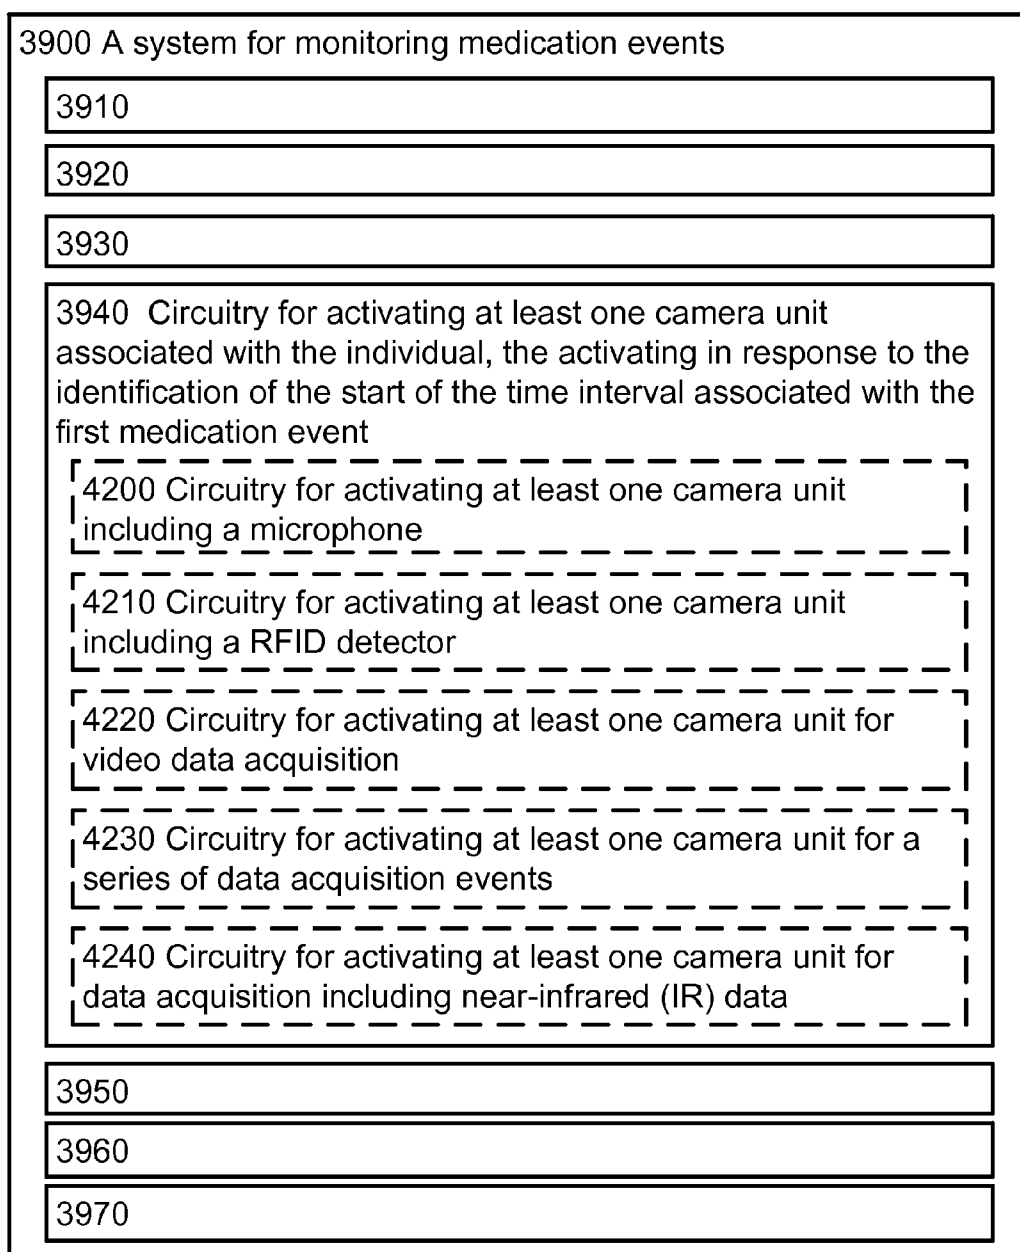 3900 A system for monitoring medication events
3910
3920
3930
3940 Circuitry for activating at least one camera unit
associated with the individual, the activating in response to the
identification of the start of the time interval associated with the
first medication event
4200 Circuitry for activating at least one camera unit
including a microphone
4210 Circuitry for activating at least one camera unit
including a RFID detector
4220 Circuitry for activating at least one camera unit for
video data acquisition
4230 Circuitry for activating at least one camera unit for a
series of data acquisition events
4240 Circuitry for activating at least one camera unit for
data acquisition including near-infrared (IR) data
3950
3960
3970